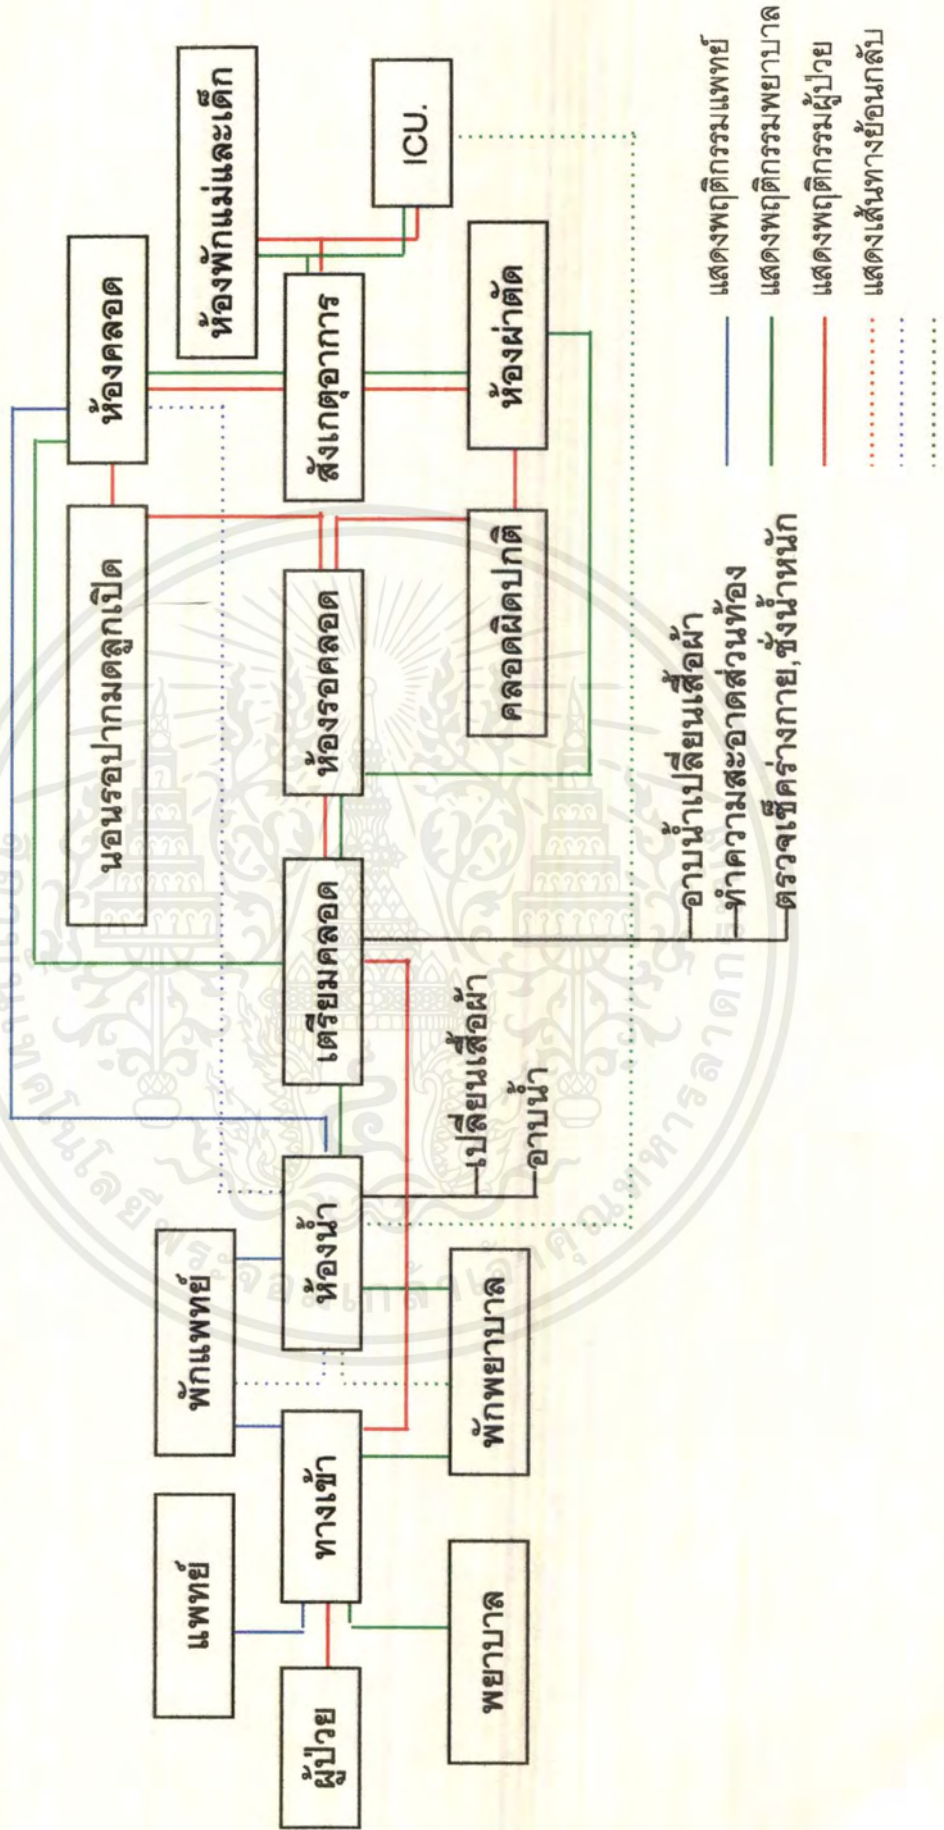 แพทย์
พักแพทย์
นอนรอปากมดลูกเปิด
ห้องคลอด
ห้องพักแม่และเด็ก
ผู้ป่วย
ทางเข้า
ห้องน้ำ
เตรียมคลอด
ห้องรอคลอด
สังเกตุอาการ
ICU.
พยาบาล
พักพยาบาล
คลอดผิดปกติ
ห้องผ่าตัด
เปลี่ยนเสื้อผ้า
อาบน้ำ
อาบน้ำเปลี่ยนเสื้อผ้า
ทำความสะอาดส่วนท้อง
ตรวจเช็คร่างกาย,ชั่งน้ำหนัก
แสดงพฤติกรรมแพทย์
แสดงพฤติกรรมพยาบาล
แสดงพฤติกรรมผู้ป่วย
แสดงเส้นทางย้อนกลับ